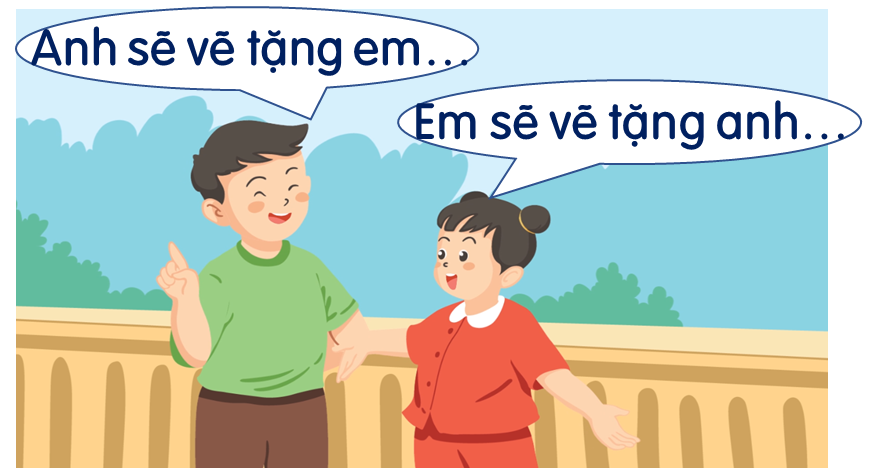 Anh sẽ vẽ tặng em...
Em sẽ vẽ tặng anh...